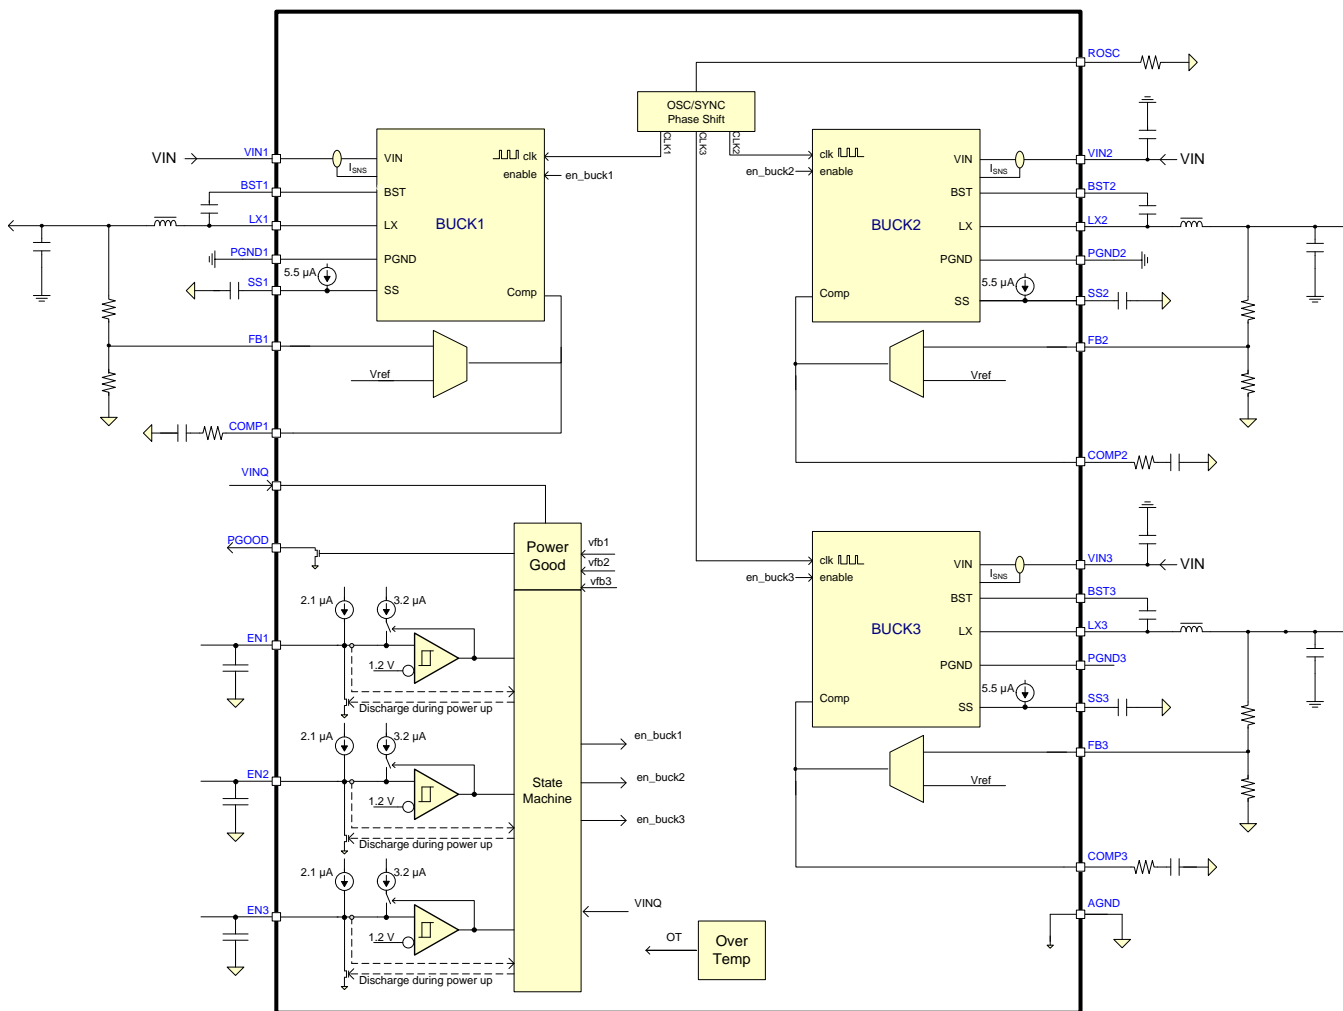 ROSC
OSC/SYNC
Phase Shift
CLK1
CLK3
CLK2
VIN
VIN1
ISNS
VIN
clk
enable
en_buck1
BST1
BST
BUCK1
LX1
LX
PGND1
PGND
5.5 µA
SS1
SS
Comp
FB1
Vref
COMP1
clk
en_buck2
enable
VIN
ISNS
VIN2
VIN
BST
BST2
BUCK2
LX
LX2
PGND
PGND2
5.5 µA
Comp
SS
SS2
FB2
Vref
COMP2
VINQ
PGOOD
Power
Good
vfb1
vfb2
vfb3
clk
en_buck3
enable
VIN
ISNS
VIN3
VIN
BST
BST3
BUCK3
LX
LX3
PGND
PGND3
5.5 µA
Comp
SS
SS3
FB3
Vref
COMP3
AGND
2.1 µA
3.2 µA
EN1
1.2 V
Discharge during power up
2.1 µA
3.2 µA
EN2
1.2 V
Discharge during power up
2.1 µA
3.2 µA
EN3
1.2 V
Discharge during power up
State
Machine
en_buck1
en_buck2
en_buck3
VINQ
OT
Over
Temp